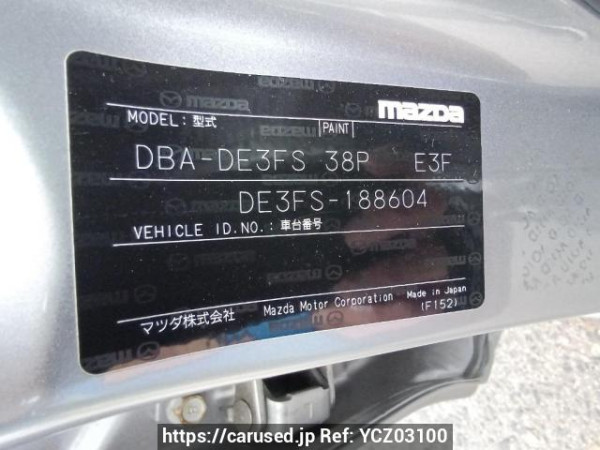 mazda
MODEL : 型式 PAINT
DBA-DE3FS 38P E3F
DE3FS-188604
VEHICLE ID.NO. : 車台番号
マツダ株式会社 Mazda Motor Corporation Made in Japan
(F152)
https://carused.jp Ref: YCZ03100